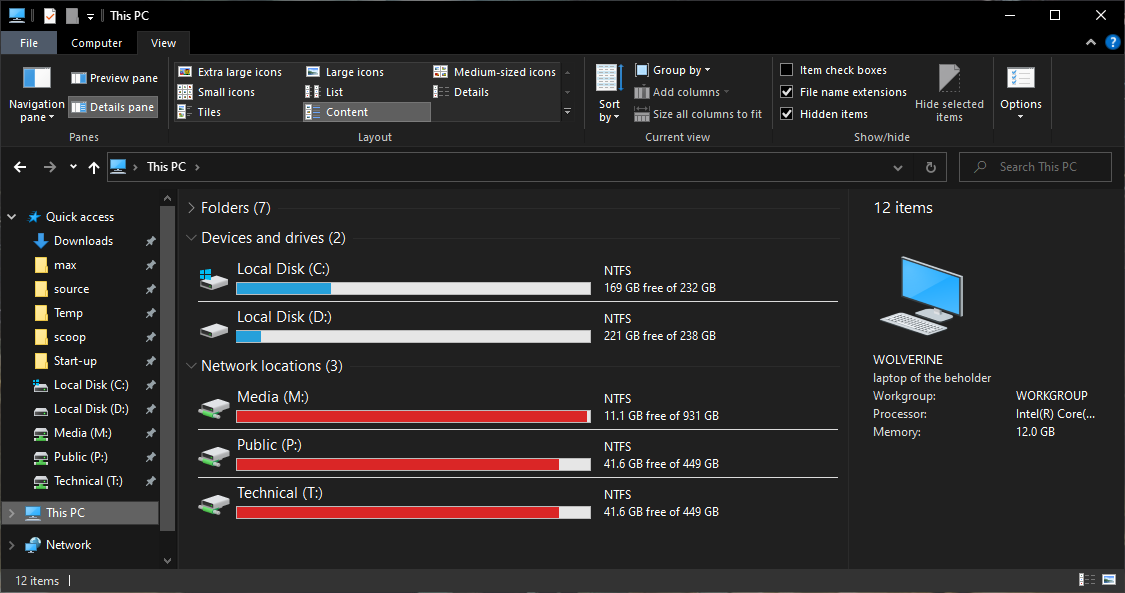 This PC
File Computer View
Navigation pane
Preview pane
Details pane
Panes
Extra large icons Large icons Medium-sized icons
Small icons List Details
Tiles Content
Layout
Sort by
Group by
Add columns
Size all columns to fit
Current view
Item check boxes
File name extensions
Hidden items
Hide selected items
Show/hide
Options
This PC
Search This PC
Quick access
Downloads
max
source
Temp
scoop
Start-up
Local Disk (C:)
Local Disk (D:)
Media (M:)
Public (P:)
Technical (T:)
This PC
Network
Folders (7)
Devices and drives (2)
Local Disk (C:) NTFS
169 GB free of 232 GB
Local Disk (D:) NTFS
221 GB free of 238 GB
Network locations (3)
Media (M:) NTFS
11.1 GB free of 931 GB
Public (P:) NTFS
41.6 GB free of 449 GB
Technical (T:) NTFS
41.6 GB free of 449 GB
12 items
WOLVERINE
laptop of the beholder
Workgroup: WORKGROUP
Processor: Intel(R) Core(...
Memory: 12.0 GB
12 items